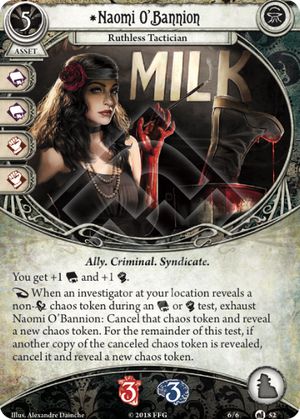 5
Naomi O'Bannion
Ruthless Tactician
ASSET
MILK
Ally. Criminal. Syndicate.
You get +1 and +1 .
When an investigator at your location reveals a
non- chaos token during an or test, exhaust
Naomi O'Bannion: Cancel that chaos token and reveal
a new chaos token. For the remainder of this test, if
another copy of the canceled chaos token is revealed,
cancel it and reveal a new chaos token.
3
3
Illus. Alexandre Dainche
© 2018 FFG
6/6
52